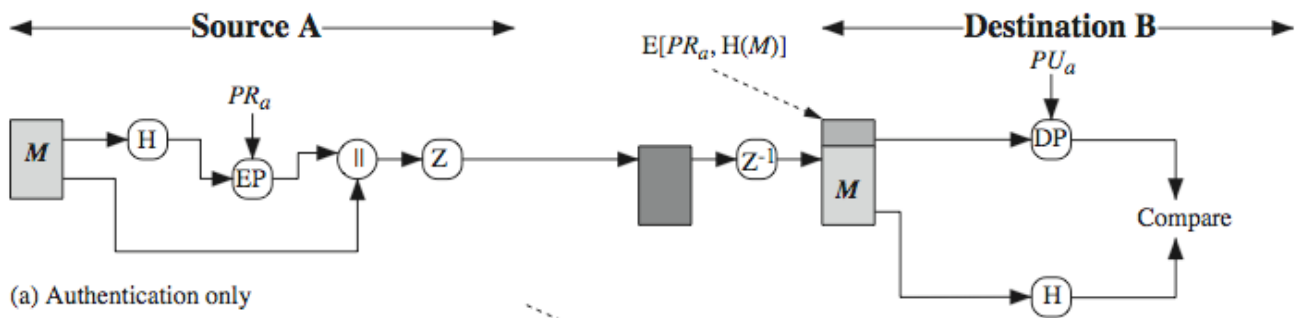 Source A
Destination B
E[PRa, H(M)]
PUa
PRa
M
H
EP
||
Z
Z-1
M
DP
Compare
H
(a) Authentication only